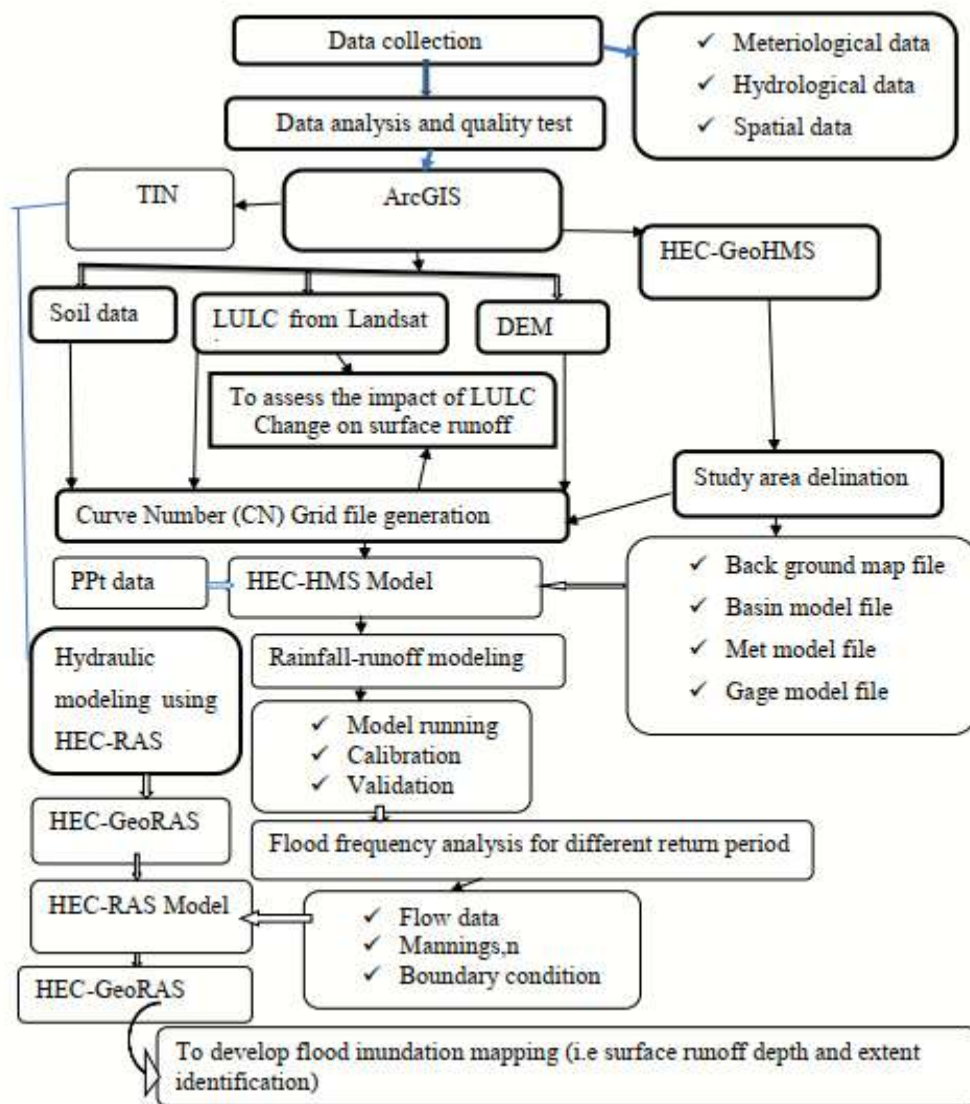 Data collection
✓ Meteriological data
✓ Hydrological data
✓ Spatial data
Data analysis and quality test
TIN
ArcGIS
HEC-GeoHMS
Soil data
LULC from Landsat
DEM
To assess the impact of LULC
Change on surface runoff
Study area delination
Curve Number (CN) Grid file generation
PPt data
HEC-HMS Model
✓ Back ground map file
✓ Basin model file
✓ Met model file
✓ Gage model file
Hydraulic
modeling using
HEC-RAS
Rainfall-runoff modeling
✓ Model running
✓ Calibration
✓ Validation
HEC-GeoRAS
Flood frequency analysis for different return period
HEC-RAS Model
✓ Flow data
✓ Mannings,n
✓ Boundary condition
HEC-GeoRAS
To develop flood inundation mapping (i.e surface runoff depth and extent
identification)